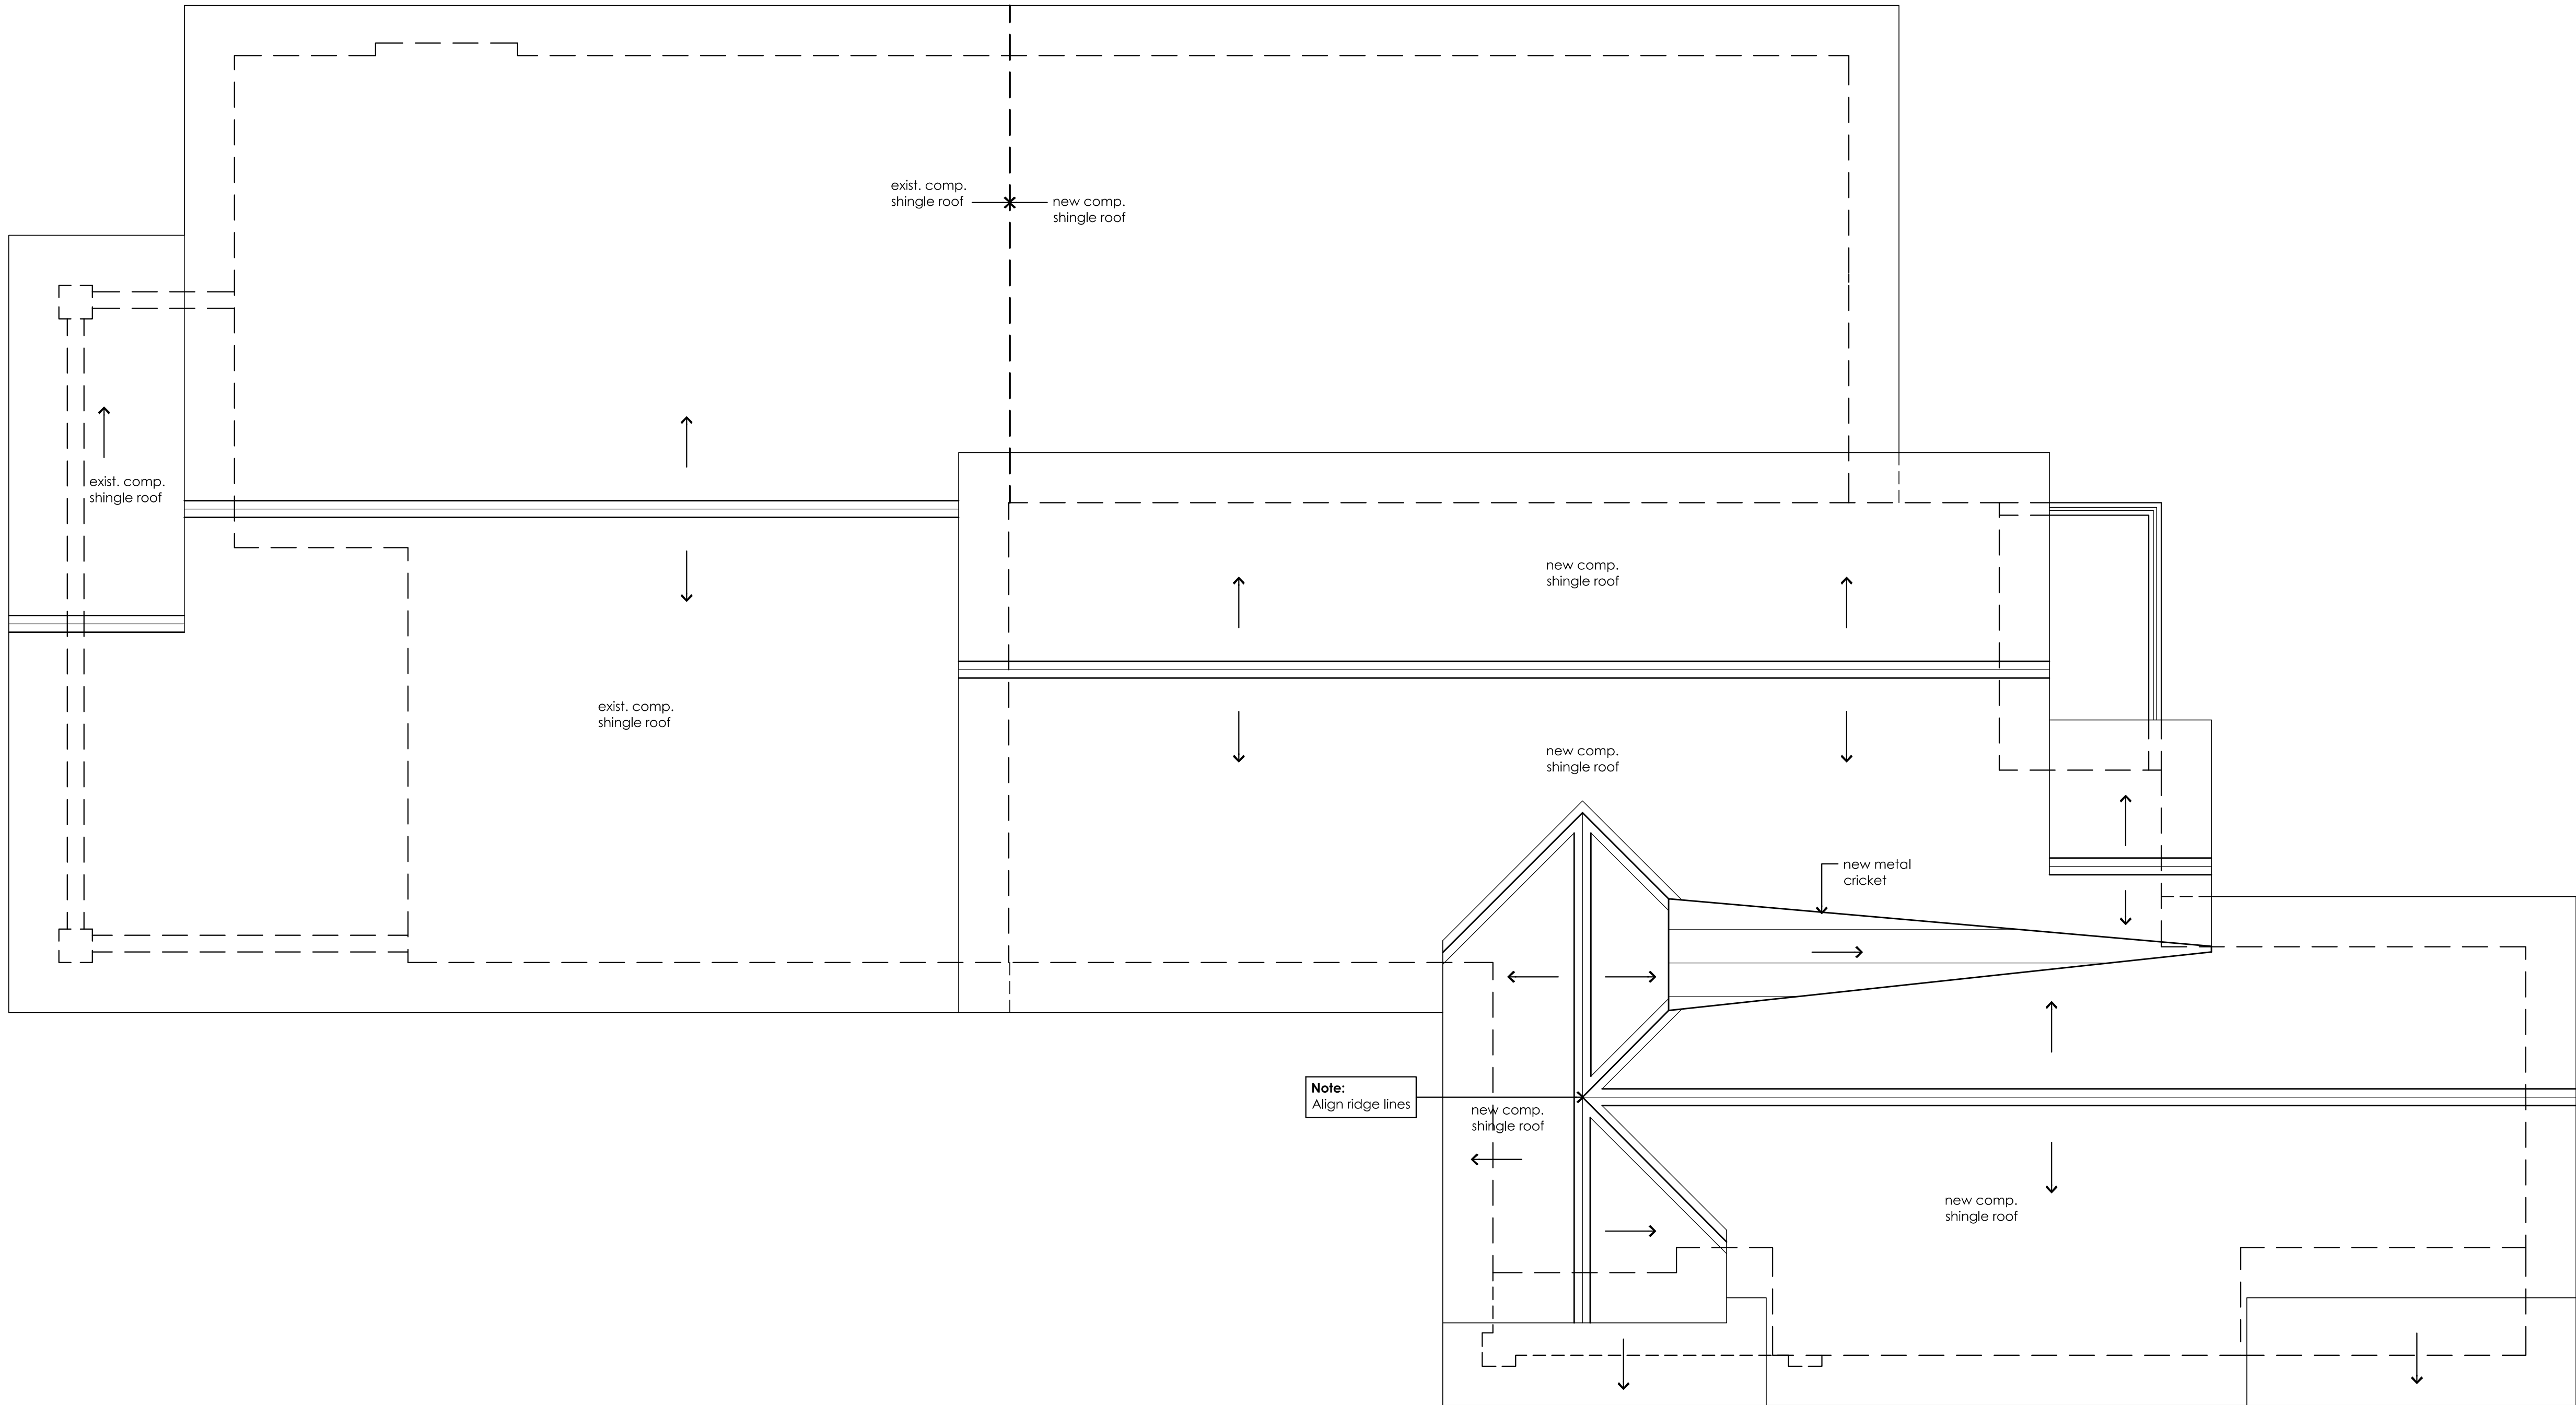 exist. comp.
shingle roof
new comp.
shingle roof
exist. comp.
shingle roof
new comp.
shingle roof
exist. comp.
shingle roof
new comp.
shingle roof
new metal
cricket
Note:
Align ridge lines
new comp.
shingle roof
new comp.
shingle roof